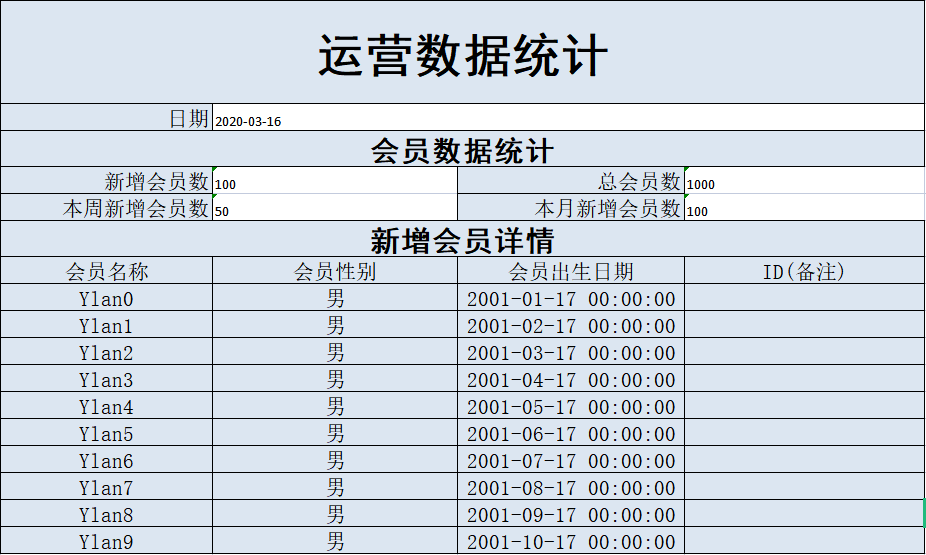 运营数据统计
日期 2020-03-16
会员数据统计
新增会员数 100 总会员数 1000
本周新增会员数 50 本月新增会员数 100
新增会员详情
会员名称 会员性别 会员出生日期 ID(备注)
Ylan0 男 2001-01-17 00:00:00
Ylan1 男 2001-02-17 00:00:00
Ylan2 男 2001-03-17 00:00:00
Ylan3 男 2001-04-17 00:00:00
Ylan4 男 2001-05-17 00:00:00
Ylan5 男 2001-06-17 00:00:00
Ylan6 男 2001-07-17 00:00:00
Ylan7 男 2001-08-17 00:00:00
Ylan8 男 2001-09-17 00:00:00
Ylan9 男 2001-10-17 00:00:00